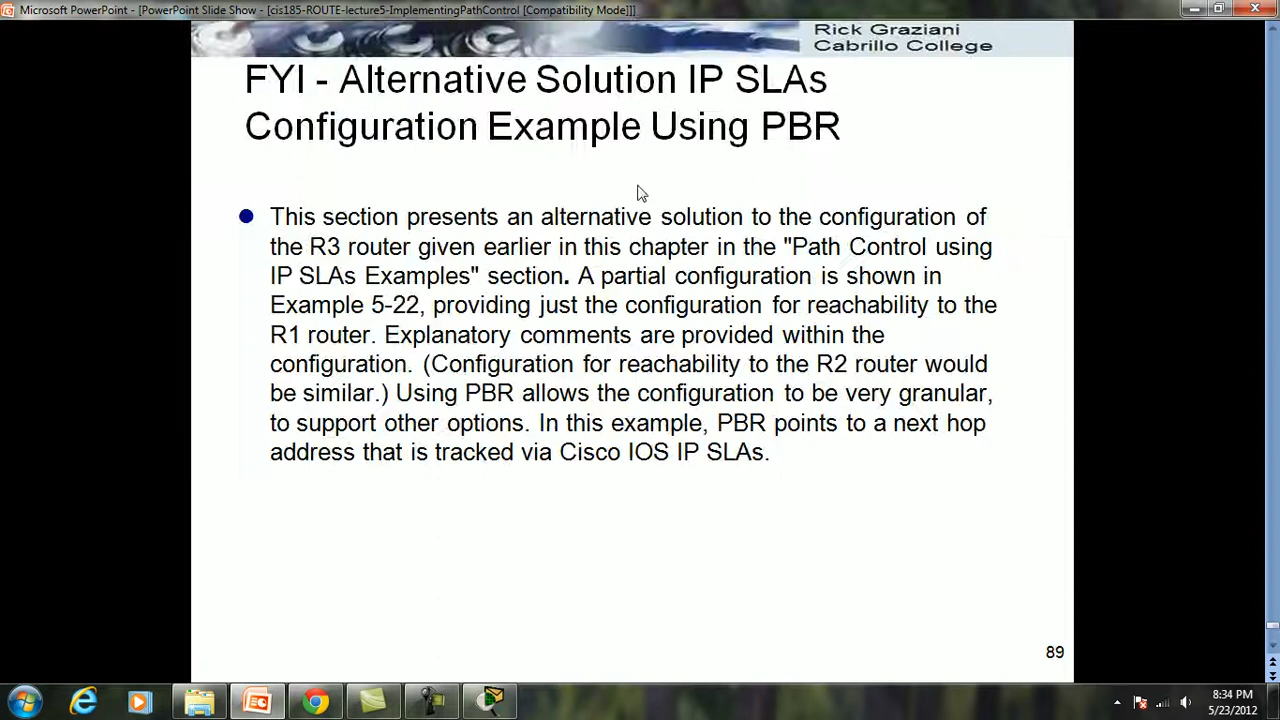 Microsoft PowerPoint - [PowerPoint Slide Show - [cis185-ROUTE-lecture5-ImplementingPathControl [Compatibility Mode]]]
Rick Graziani
Cabrillo College
FYI - Alternative Solution IP SLAs
Configuration Example Using PBR
This section presents an alternative solution to the configuration of
the R3 router given earlier in this chapter in the "Path Control using
IP SLAs Examples" section. A partial configuration is shown in
Example 5-22, providing just the configuration for reachability to the
R1 router. Explanatory comments are provided within the
configuration. (Configuration for reachability to the R2 router would
be similar.) Using PBR allows the configuration to be very granular,
to support other options. In this example, PBR points to a next hop
address that is tracked via Cisco IOS IP SLAs.
89
8:34 PM
5/23/2012